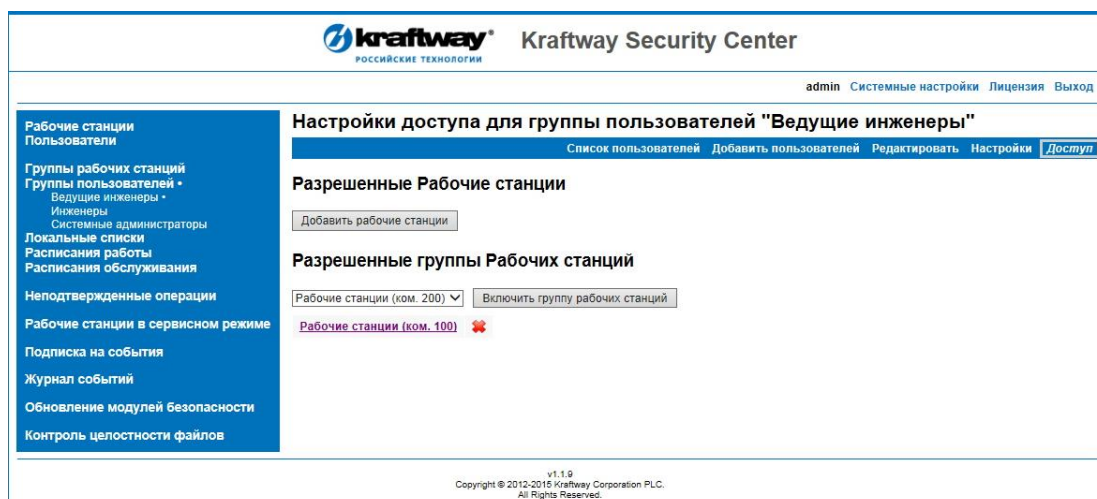 kraftway
РОССИЙСКИЕ ТЕХНОЛОГИИ
Kraftway Security Center
admin Системные настройки Лицензия Выход
Рабочие станции
Пользователи
Группы рабочих станций
Группы пользователей •
Ведущие инженеры •
Инженеры
Системные администраторы
Локальные списки
Расписания работы
Расписания обслуживания
Неподтвержденные операции
Рабочие станции в сервисном режиме
Подписка на события
Журнал событий
Обновление модулей безопасности
Контроль целостности файлов
Настройки доступа для группы пользователей "Ведущие инженеры"
Список пользователей Добавить пользователей Редактировать Настройки Доступ
Разрешенные Рабочие станции
Добавить рабочие станции
Разрешенные группы Рабочих станций
Рабочие станции (ком. 200) Включить группу рабочих станций
Рабочие станции (ком. 100)
v1.1.9
Copyright © 2012-2015 Kraftway Corporation PLC.
All Rights Reserved.